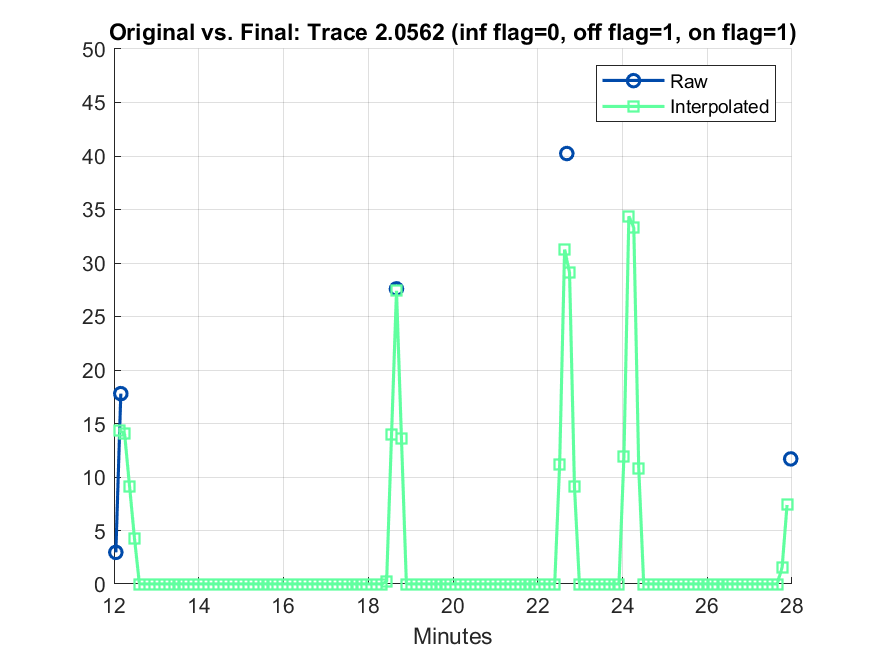 Original vs. Final: Trace 2.0562 (inf flag=0, off flag=1, on flag=1)
50
45
40
35
30
25
20
15
10
5
0
Raw
Interpolated
12 14 16 18 20 22 24 26 28
Minutes